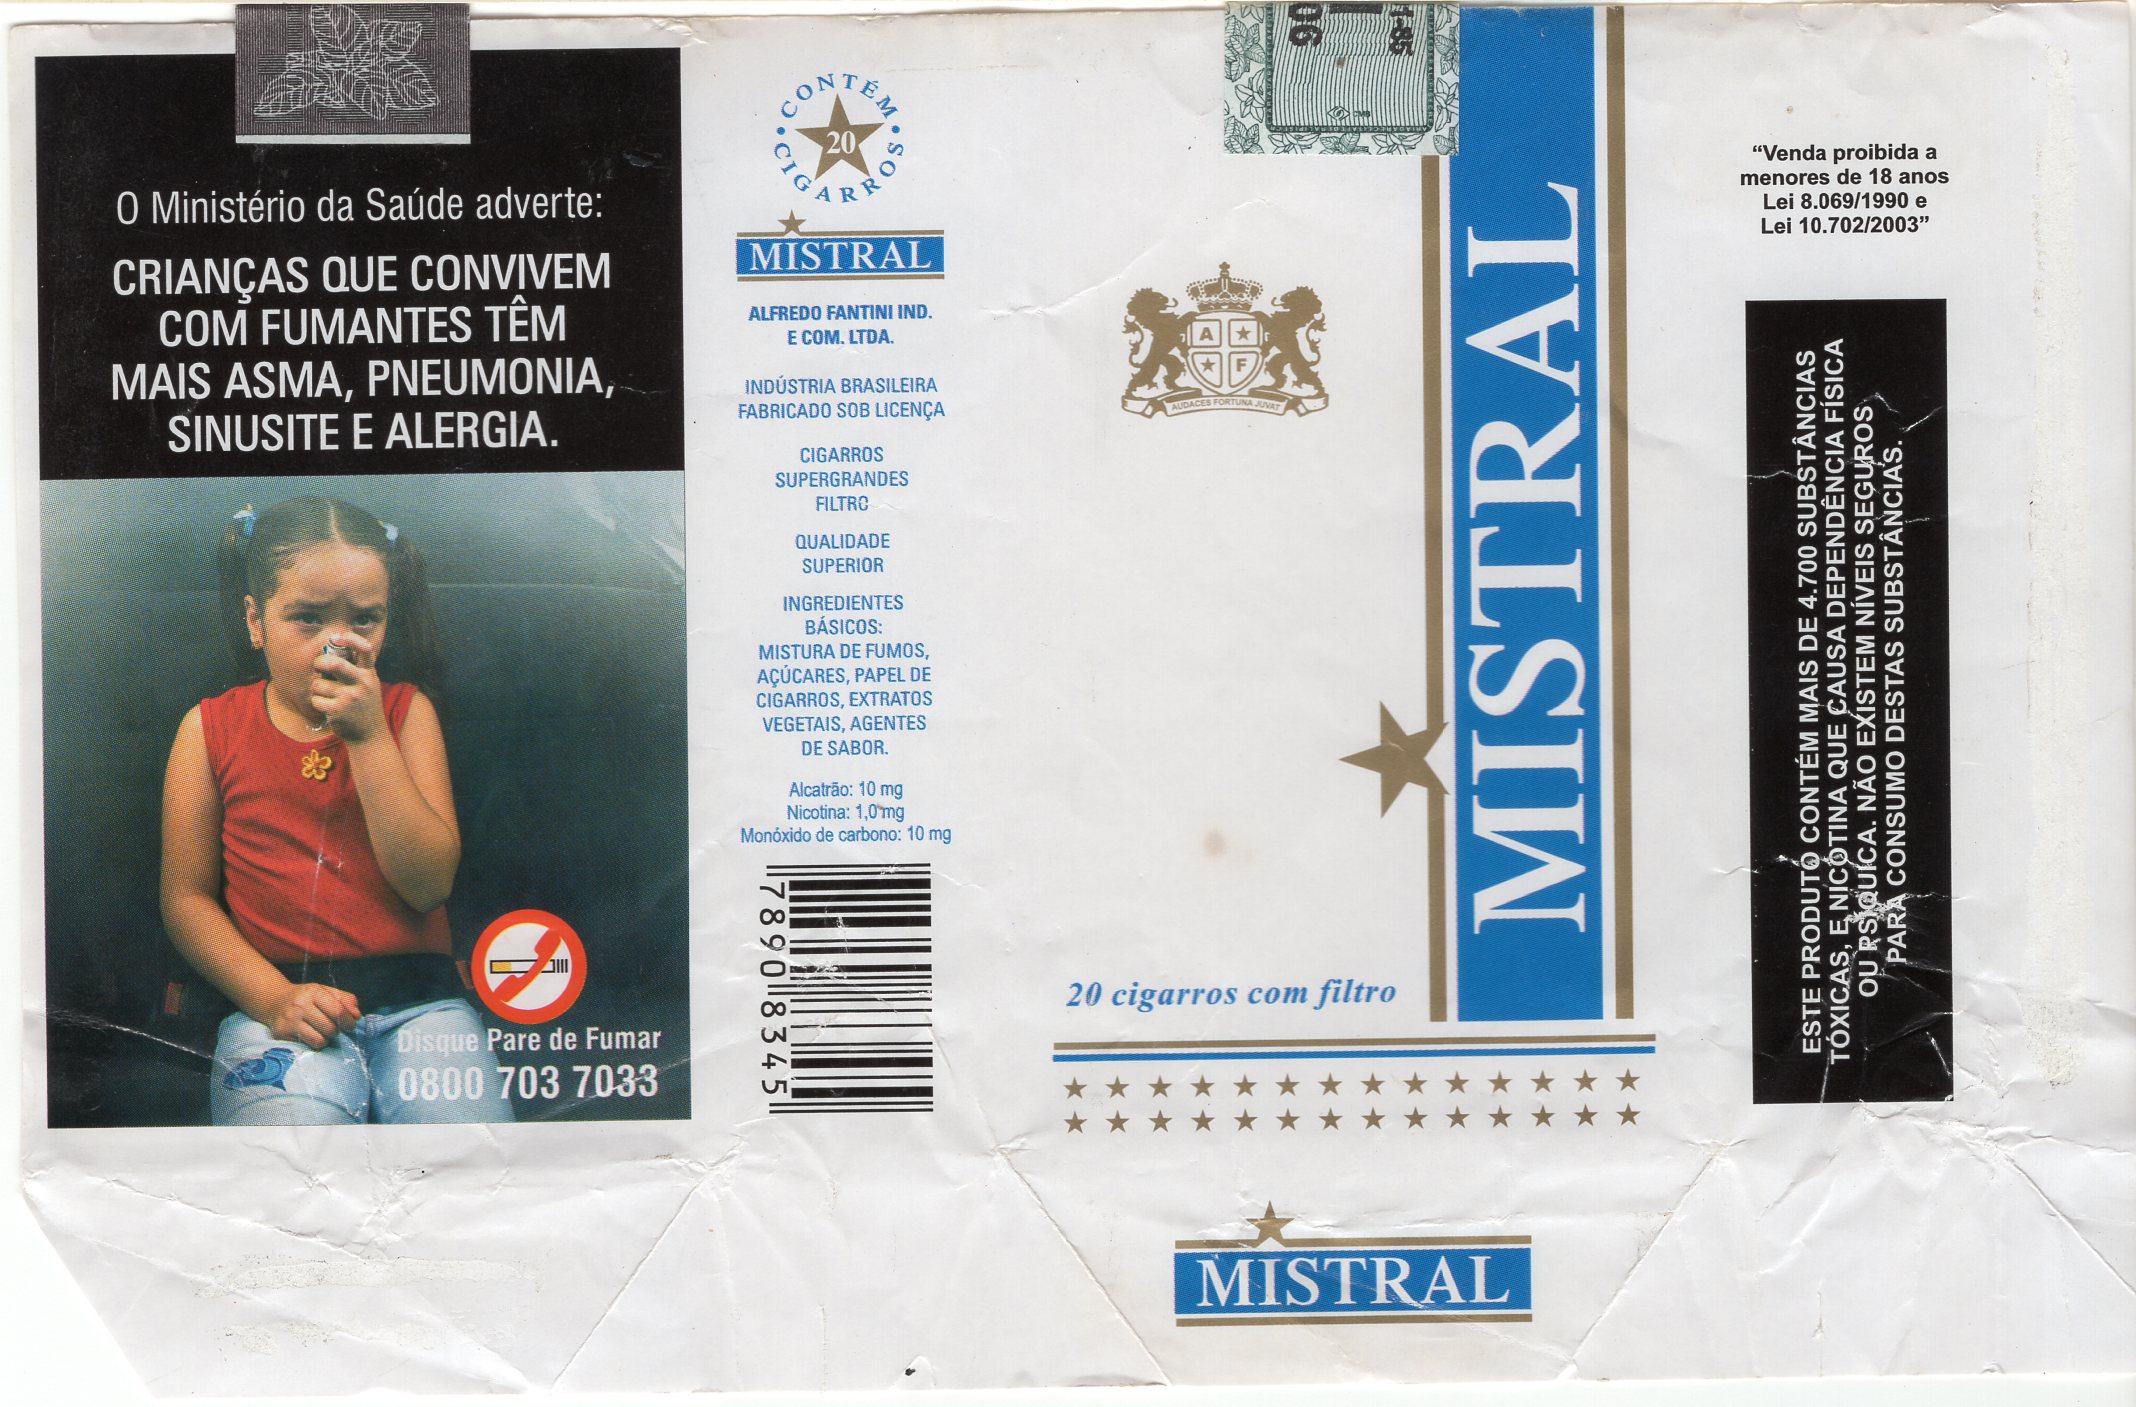 O Ministério da Saúde adverte:
CRIANÇAS QUE CONVIVEM
COM FUMANTES TÊM
MAIS ASMA, PNEUMONIA,
SINUSITE E ALERGIA.
Disque Pare de Fumar
0800 703 7033
CONTÉM
20
CIGARROS
MISTRAL
ALFREDO FANTINI IND.
E COM. LTDA.
INDÚSTRIA BRASILEIRA
FABRICADO SOB LICENÇA
CIGARROS
SUPERGRANDES
FILTRO
QUALIDADE
SUPERIOR
INGREDIENTES
BÁSICOS:
MISTURA DE FUMOS,
AÇÚCARES, PAPEL DE
CIGARROS, EXTRATOS
VEGETAIS, AGENTES
DE SABOR.
Alcatrão: 10 mg
Nicotina: 1,0 mg
Monóxido de carbono: 10 mg
78908345
A
F
AUDACES FORTUNA JUVAT
MISTRAL
20 cigarros com filtro
MISTRAL
CMB
"Venda proibida a
menores de 18 anos
Lei 8.069/1990 e
Lei 10.702/2003"
ESTE PRODUTO CONTÉM MAIS DE 4.700 SUBSTÂNCIAS
TÓXICAS, E NICOTINA QUE CAUSA DEPENDÊNCIA FÍSICA
OU PSÍQUICA. NÃO EXISTEM NÍVEIS SEGUROS
PARA CONSUMO DESTAS SUBSTÂNCIAS.